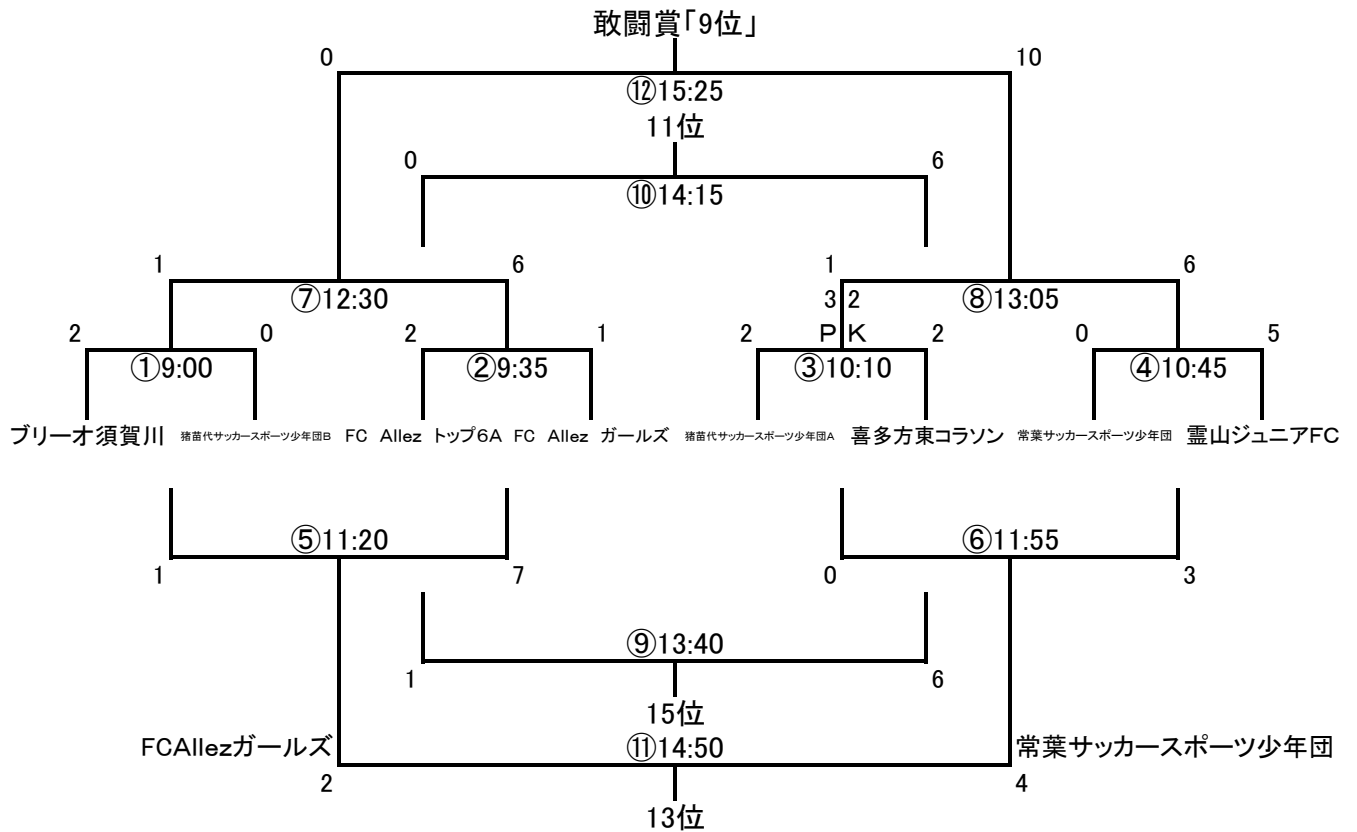 敢闘賞「9位」
0 10
⑫15:25
11位
0 6
⑩14:15
1 6 1 6
⑦12:30 3 2 ⑧13:05
2 0 2 1 2 PK 2 0 5
①9:00 ②9:35 ③10:10 ④10:45
ブリーオ須賀川 猪苗代サッカースポーツ少年団B FC Allez トップ6A FC Allez ガールズ 猪苗代サッカースポーツ少年団A 喜多方東コラソン 常葉サッカースポーツ少年団 霊山ジュニアFC
⑤11:20 ⑥11:55
1 7 0 3
⑨13:40
1 6
15位
FCAllezガールズ ⑪14:50 常葉サッカースポーツ少年団
2 4
13位